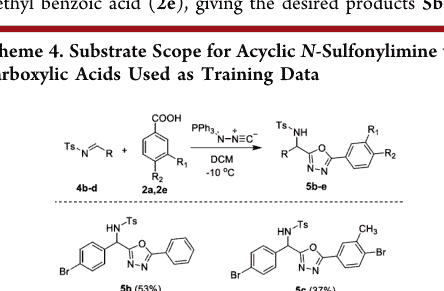 ethyl benzoic acid (2e), giving the desired products 5b
heme 4. Substrate Scope for Acyclic N-Sulfonylimine
arboxylic Acids Used as Training Data
COOH
Ts N R + R1 R2
PPh3 N=N+=C−
DCM
-10 °C
Ts NH R O N N R1 R2
4b-d 2a,2e 5b-e
HN Ts O N N Br
5b (53%)
HN Ts O N N Br CH3 Br
5c (37%)